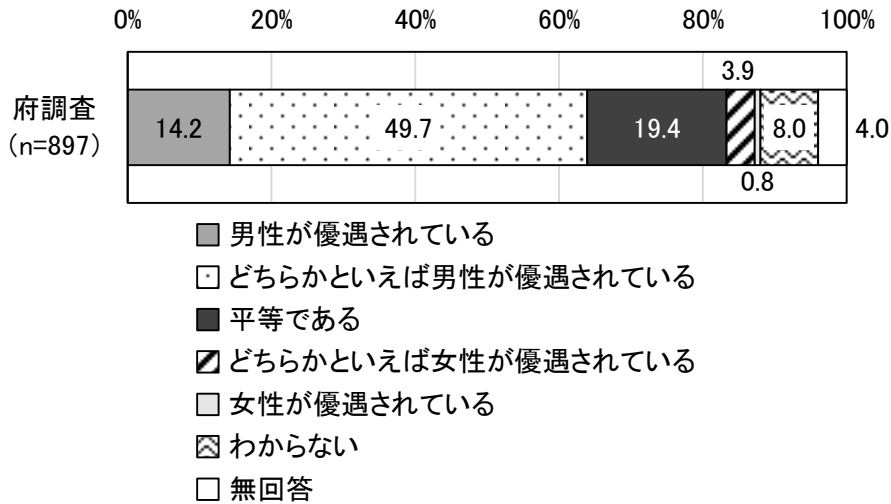 0% 20% 40% 60% 80% 100%
3.9
府調査
(n=897)
14.2 49.7 19.4 8.0 4.0
0.8
男性が優遇されている
どちらかといえば男性が優遇されている
平等である
どちらかといえば女性が優遇されている
女性が優遇されている
わからない
無回答